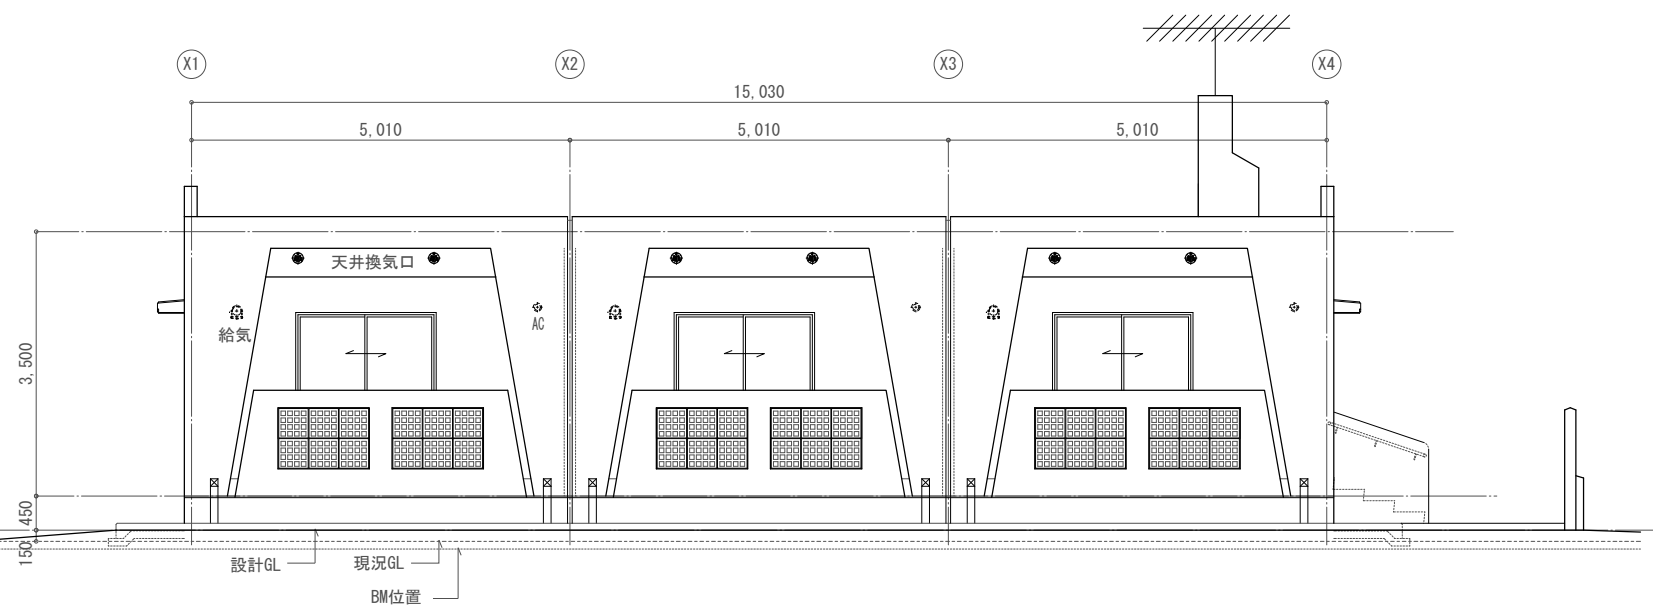 X1
X2
X3
X4
15,030
5,010
5,010
5,010
天井換気口
給気
AC
3,500
450
150
設計GL
現況GL
BM位置